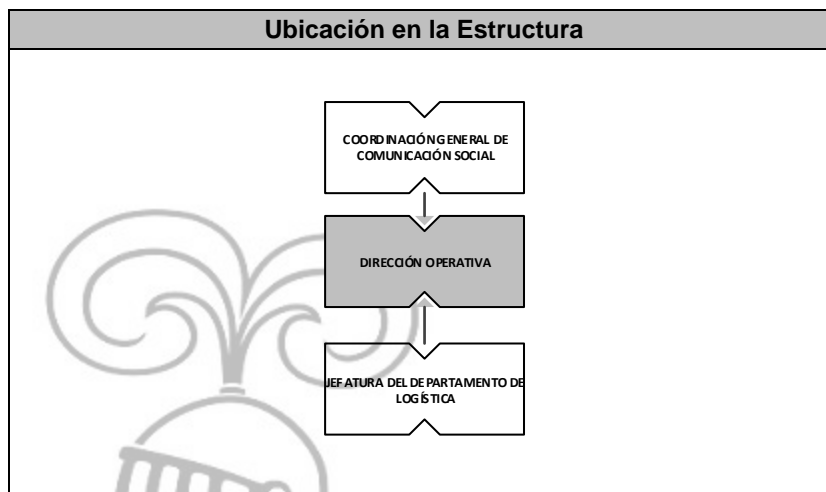 Ubicación en la Estructura
COORDINACIÓN GENERAL DE
COMUNICACIÓN SOCIAL
DIRECCIÓN OPERATIVA
JEFATURA DEL DEPARTAMENTO DE
LOGÍSTICA